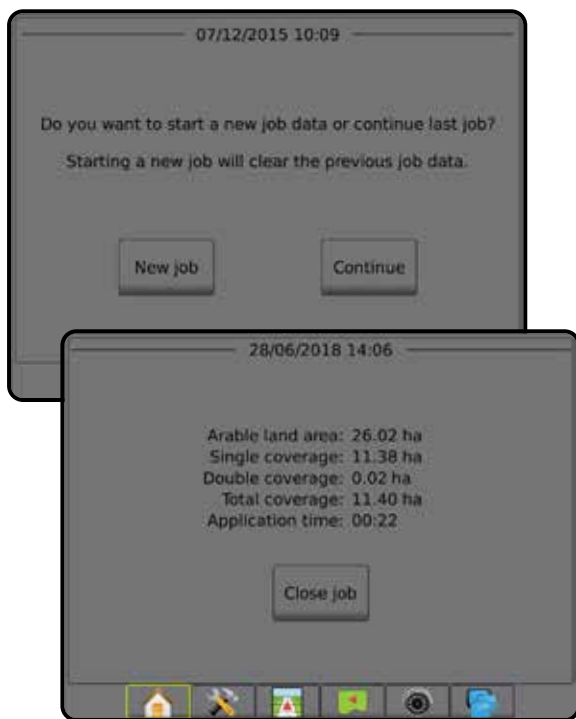 07/12/2015 10:09
Do you want to start a new job data or continue last job?
Starting a new job will clear the previous job data.
New job
Continue
28/06/2018 14:06
Arable land area: 26.02 ha
Single coverage: 11.38 ha
Double coverage: 0.02 ha
Total coverage: 11.40 ha
Application time: 00:22
Close job